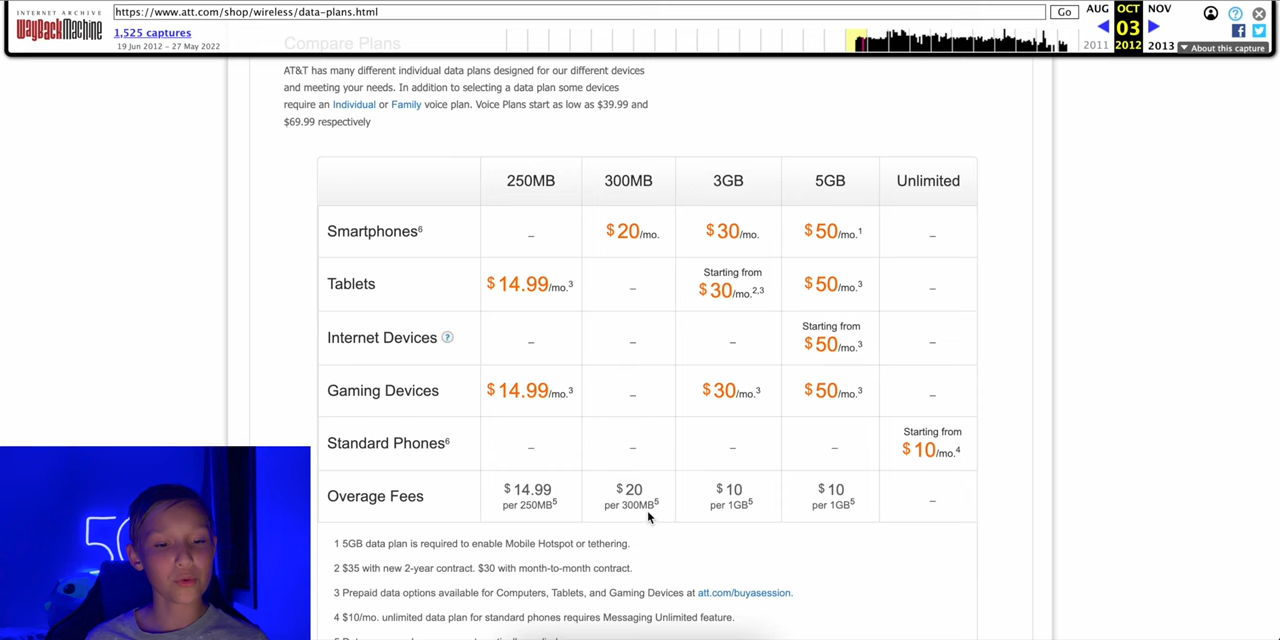 INTERNET ARCHIVE
WayBackMachine
https://www.att.com/shop/wireless/data-plans.html
Go
1,525 captures
19 Jun 2012 – 27 May 2022
AUG OCT NOV
03
2011 2012 2013
About this capture
Compare Plans
AT&T has many different individual data plans designed for our different devices
and meeting your needs. In addition to selecting a data plan some devices
require an Individual or Family voice plan. Voice Plans start as low as $39.99 and
$69.99 respectively
250MB 300MB 3GB 5GB Unlimited
Smartphones⁶ – $20/mo. $30/mo. $50/mo.¹ –
Tablets $14.99/mo.³ – Starting from $30/mo.²,³ $50/mo.³ –
Internet Devices ? – – – Starting from $50/mo.³ –
Gaming Devices $14.99/mo.³ – $30/mo.³ $50/mo.³ –
Standard Phones⁶ – – – – Starting from $10/mo.⁴
Overage Fees $14.99 per 250MB⁵ $20 per 300MB⁵ $10 per 1GB⁵ $10 per 1GB⁵ –
1 5GB data plan is required to enable Mobile Hotspot or tethering.
2 $35 with new 2-year contract. $30 with month-to-month contract.
3 Prepaid data options available for Computers, Tablets, and Gaming Devices at att.com/buyasession.
4 $10/mo. unlimited data plan for standard phones requires Messaging Unlimited feature.